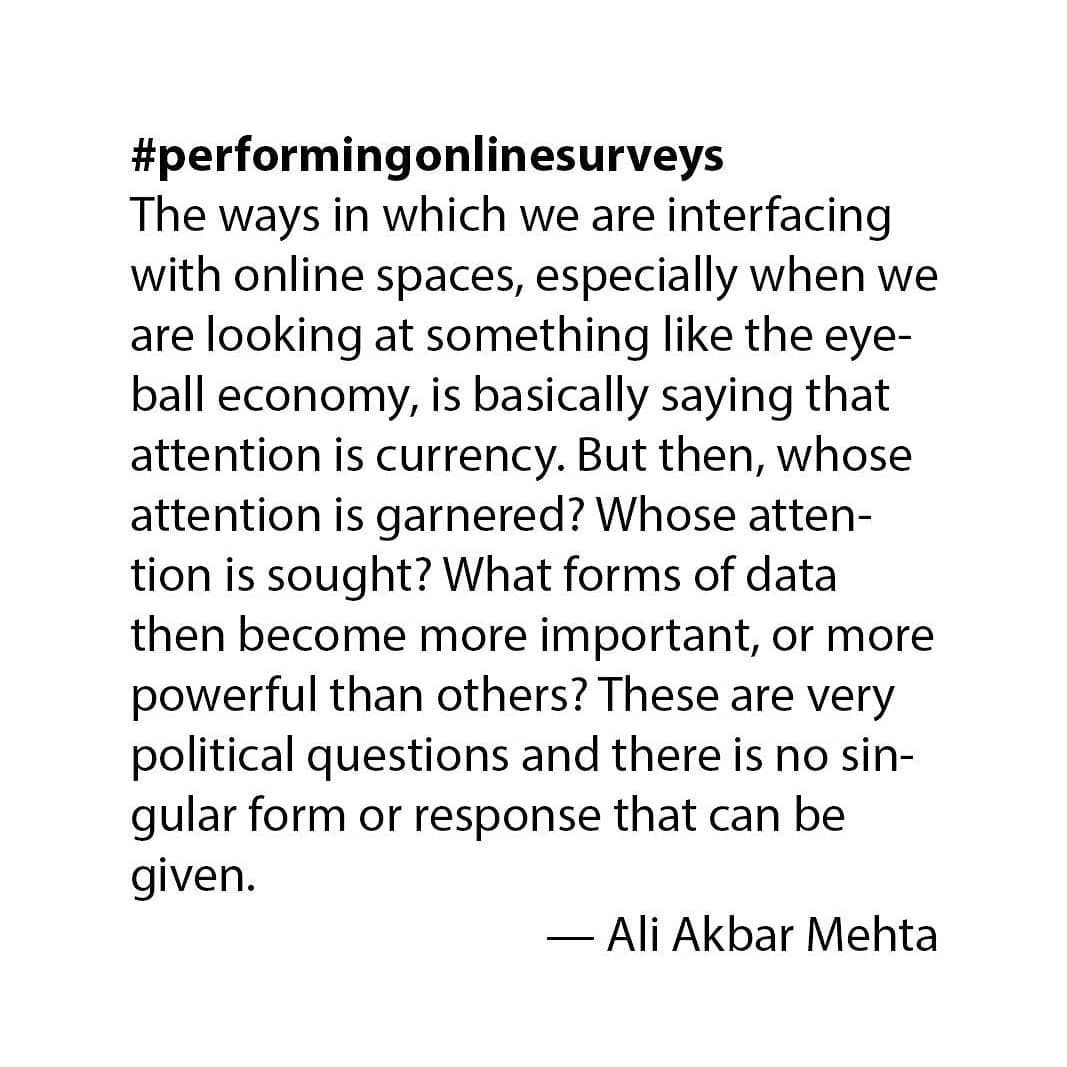 #performingonlinesurveys
The ways in which we are interfacing
with online spaces, especially when we
are looking at something like the eye-
ball economy, is basically saying that
attention is currency. But then, whose
attention is garnered? Whose atten-
tion is sought? What forms of data
then become more important, or more
powerful than others? These are very
political questions and there is no sin-
gular form or response that can be
given.
— Ali Akbar Mehta